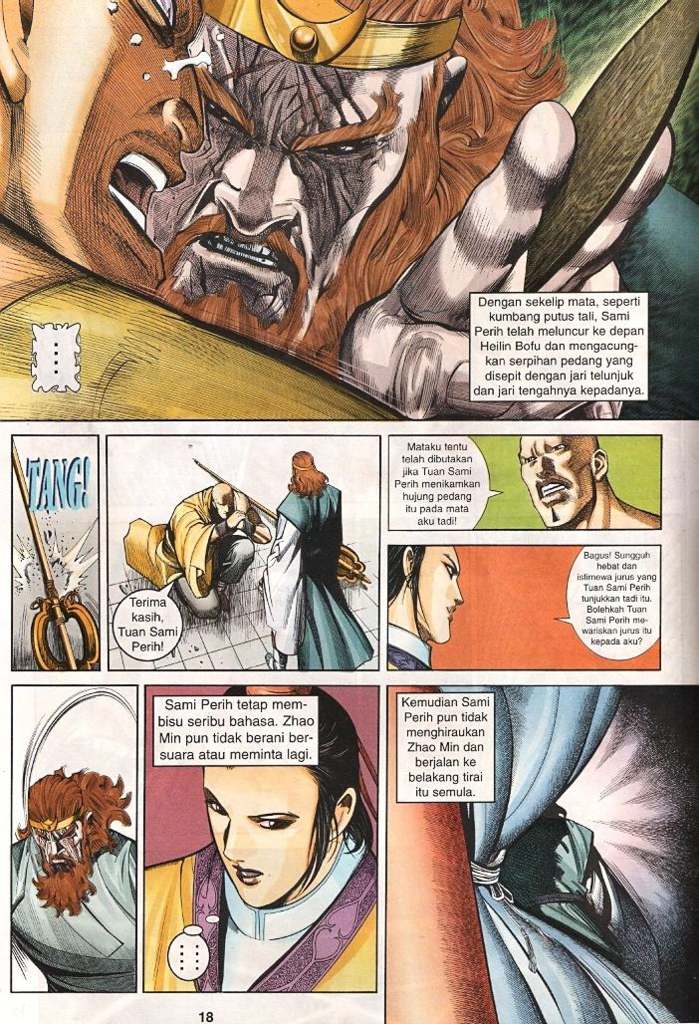 Dengan sekelip mata, seperti
kumbang putus tali, Sami
Perih telah meluncur ke depan
Heilin Bofu dan mengacung-
kan serpihan pedang yang
disepit dengan jari telunjuk
dan jari tengahnya kepadanya.
......
TANG!
Terima
kasih,
Tuan Sami
Perih!
Mataku tentu
telah dibutakan
jika Tuan Sami
Perih menikamkan
hujung pedang
itu pada mata
aku tadi!
Bagus! Sungguh
hebat dan
istimewa jurus yang
Tuan Sami Perih
tunjukkan tadi itu.
Bolehkah Tuan
Sami Perih me-
wariskan jurus itu
kepada aku?
Sami Perih tetap mem-
bisu seribu bahasa. Zhao
Min pun tidak berani ber-
suara atau meminta lagi.
......
Kemudian Sami
Perih pun tidak
menghiraukan
Zhao Min dan
berjalan ke
belakang tirai
itu semula.
18